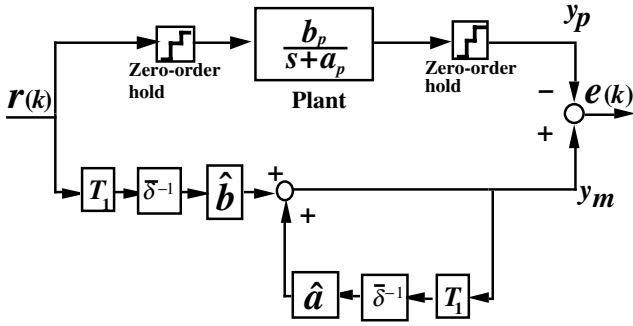 b_p
s+a_p
y_p
Zero-order
hold
Zero-order
hold
Plant
r(k)
−
e(k)
+
T_1
δ̄⁻¹
b̂
+
+
y_m
â
δ̄⁻¹
T_1